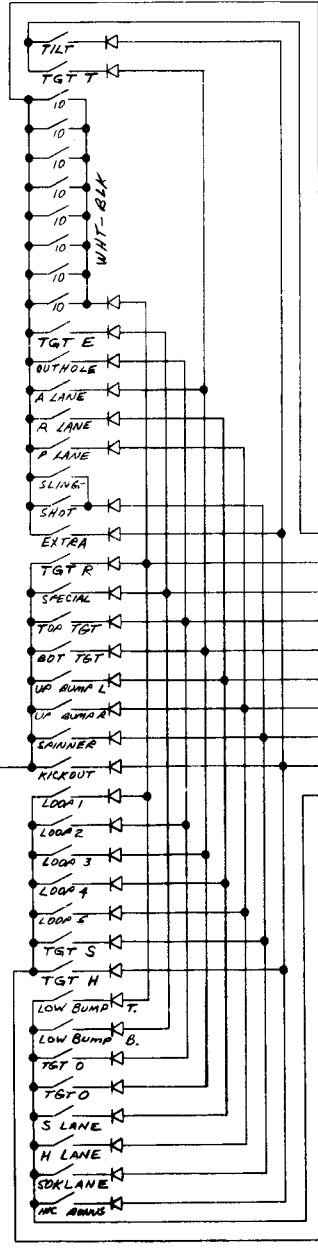 TILT
TGT T
10
10
10
10
10
10
10
10
WHT-BLK
TGT E
OUTHOLE
A LANE
R LANE
P LANE
SLING-
SHOT
EXTRA
TGT R
SPECIAL
TOP TGT
BOT TGT
UP BUMP L
UP BUMP R
SPINNER
KICKOUT
LOOP 1
LOOP 2
LOOP 3
LOOP 4
LOOP 5
TGT S
TGT H
LOW BUMP T.
LOW BUMP B.
TGT O
TGT O
S LANE
H LANE
50K LANE